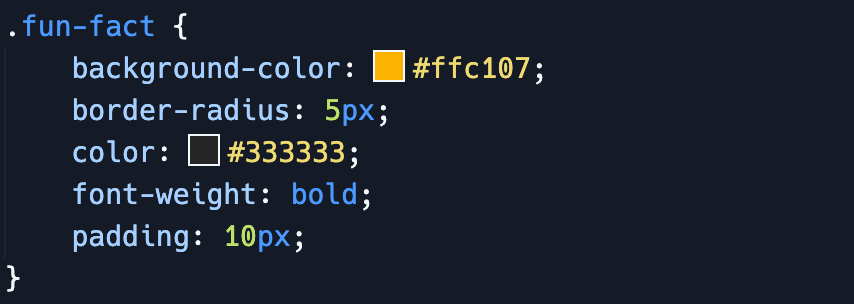 .fun-fact {
    background-color: #ffc107;
    border-radius: 5px;
    color: #333333;
    font-weight: bold;
    padding: 10px;
}